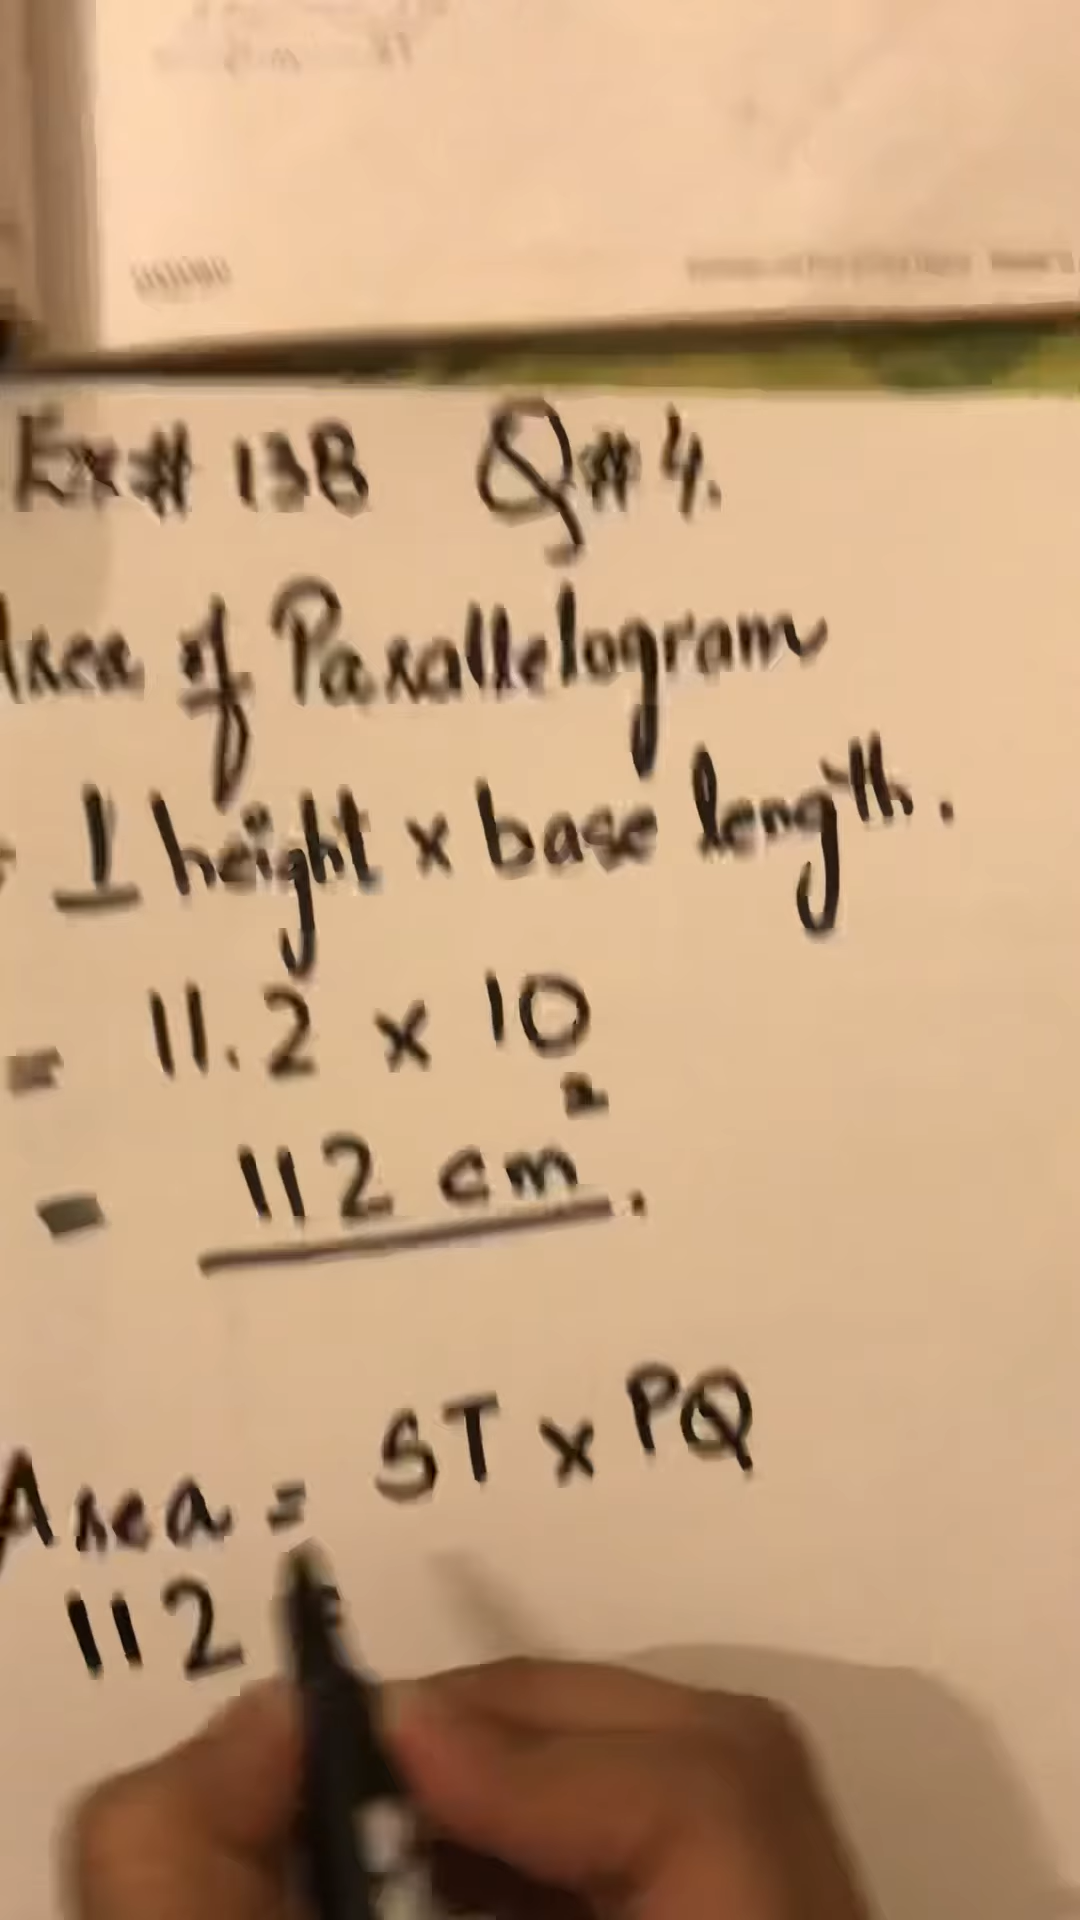 Ex# 13B Q#4.
Area of Parallelogram
= ⊥ height x base length.
= 11.2 x 10
= 112 cm².
Area = ST x PQ
112 =